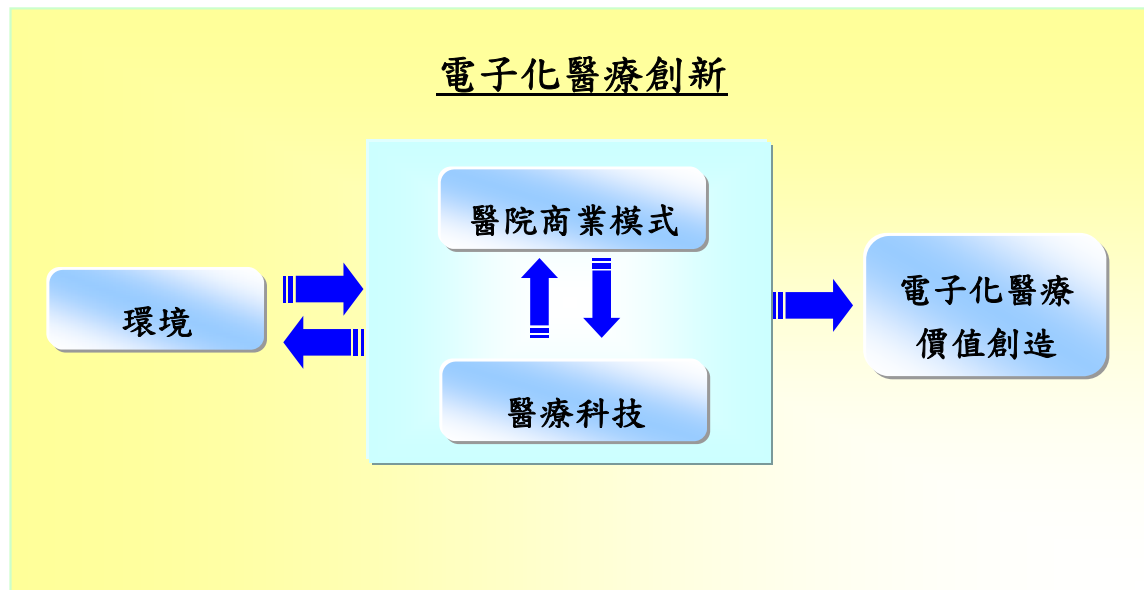 電子化醫療創新
醫院商業模式
環境
電子化醫療
價值創造
醫療科技